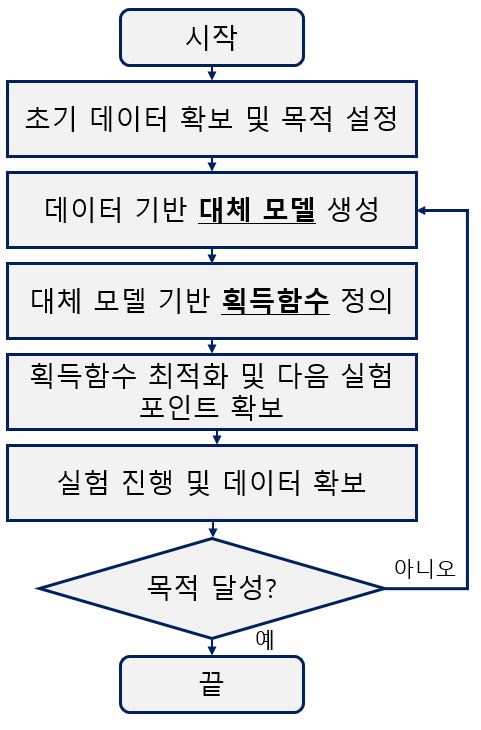 시작
초기 데이터 확보 및 목적 설정
데이터 기반 대체 모델 생성
대체 모델 기반 획득함수 정의
획득함수 최적화 및 다음 실험
포인트 확보
실험 진행 및 데이터 확보
목적 달성?
아니오
예
끝